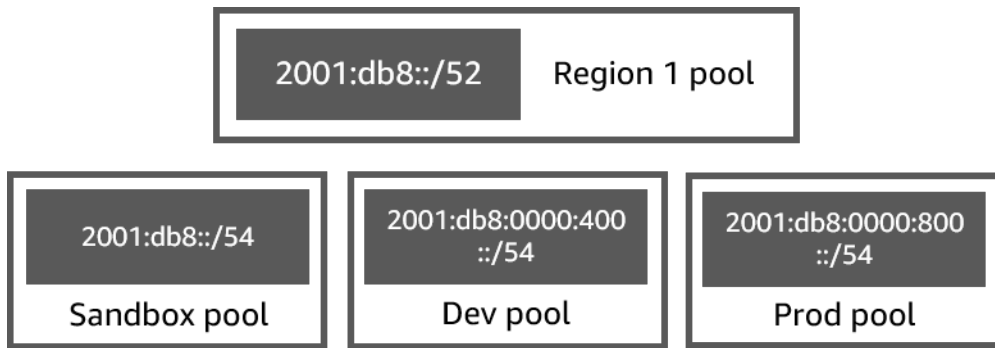 2001:db8::/52
Region 1 pool
2001:db8::/54
Sandbox pool
2001:db8:0000:400
::/54
Dev pool
2001:db8:0000:800
::/54
Prod pool